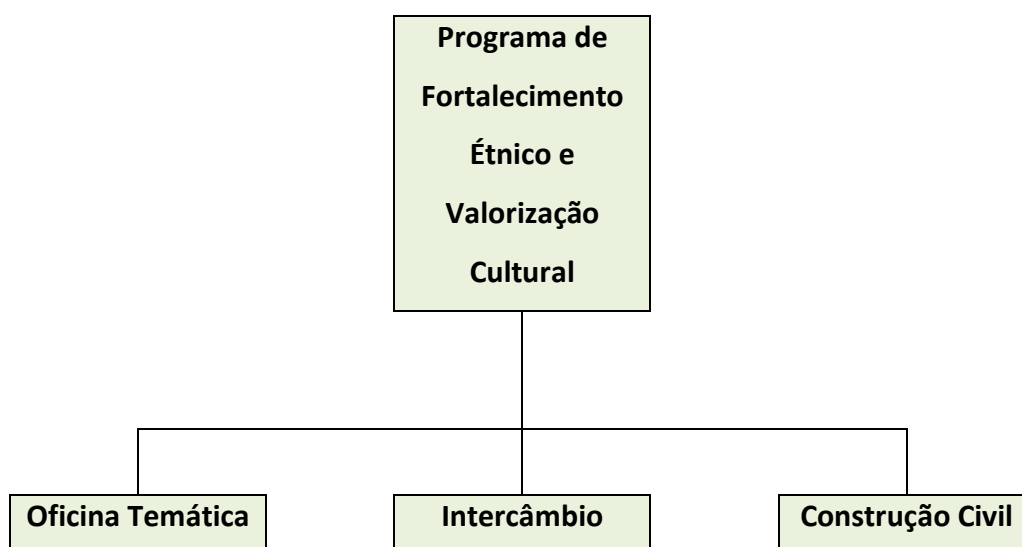 Programa de
Fortalecimento
Étnico e
Valorização
Cultural
Oficina Temática
Intercâmbio
Construção Civil